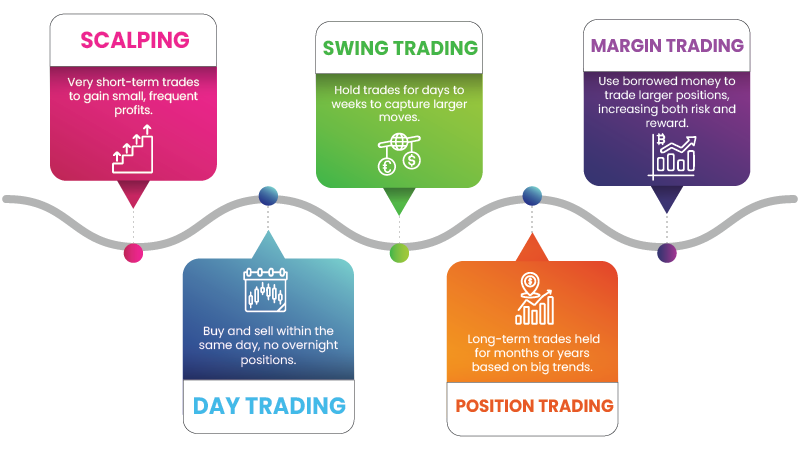 SCALPING
Very short-term trades
to gain small, frequent
profits.
SWING TRADING
Hold trades for days to
weeks to capture larger
moves.
MARGIN TRADING
Use borrowed money to
trade larger positions,
increasing both risk and
reward.
Buy and sell within the
same day, no overnight
positions.
DAY TRADING
Long-term trades held
for months or years
based on big trends.
POSITION TRADING